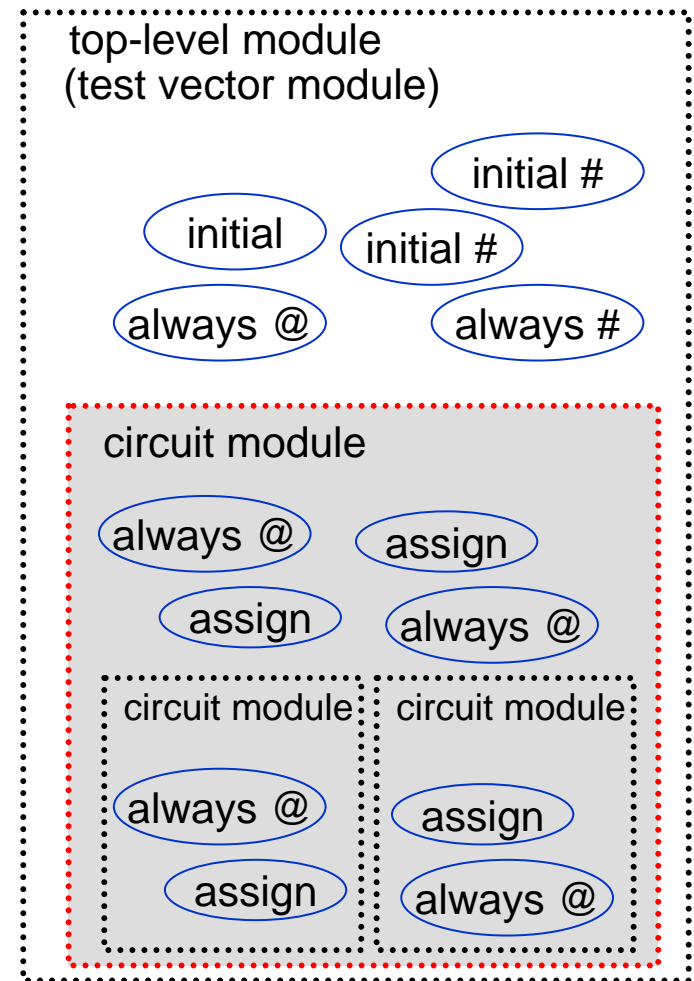 top-level module
(test vector module)
initial #
initial
initial #
always @
always #
circuit module
always @
assign
assign
always @
circuit module
circuit module
always @
assign
assign
always @